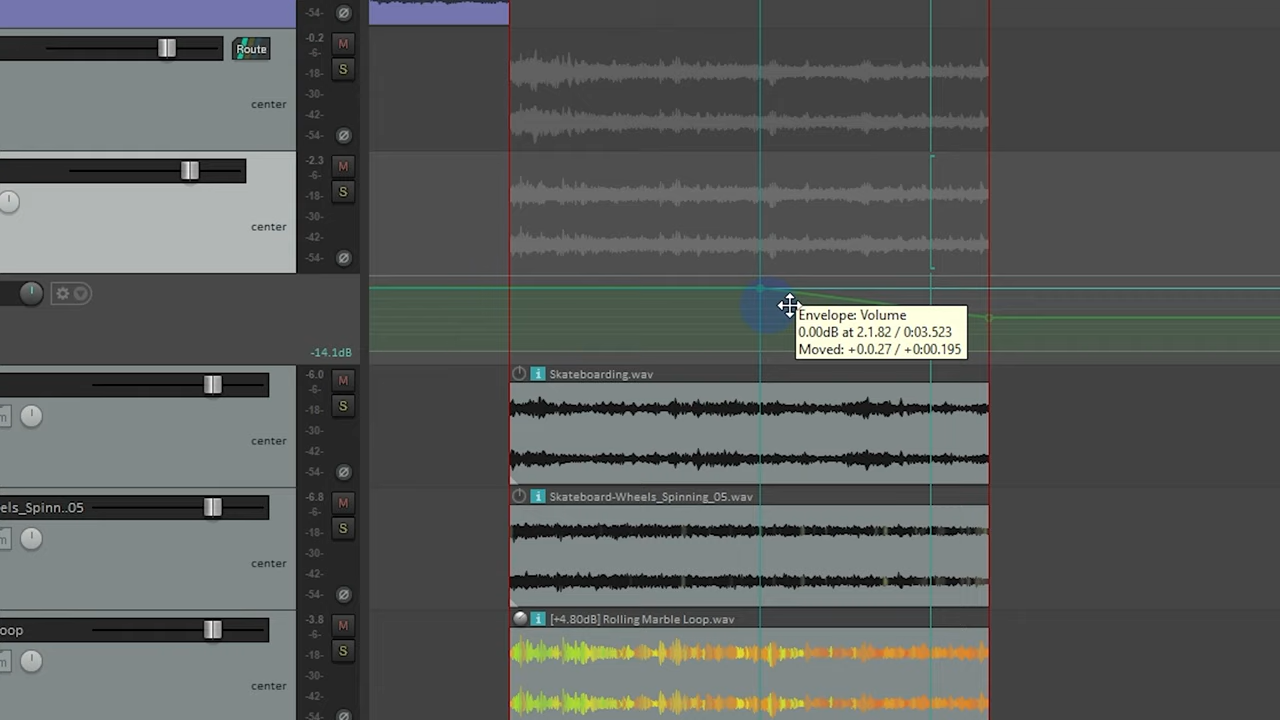 -54-
-0.2
-6-
-18-
-30-
-42-
-54-
M
S
Route
center
-2.3
-6-
-18-
-30-
-42-
-54-
M
S
center
-14.1dB
Envelope: Volume
0.00dB at 2.1.82 / 0:03.523
Moved: +0.0.27 / +0:00.195
-6.0
-6-
-18-
-30-
-42-
-54-
M
S
center
i Skateboarding.wav
els_Spinn..05
-6.8
-6-
-18-
-30-
-42-
-54-
M
S
center
i Skateboard-Wheels_Spinning_05.wav
oop
-3.8
-6-
-18-
-30-
-42-
-54-
M
S
center
i [+4.80dB] Rolling Marble Loop.wav